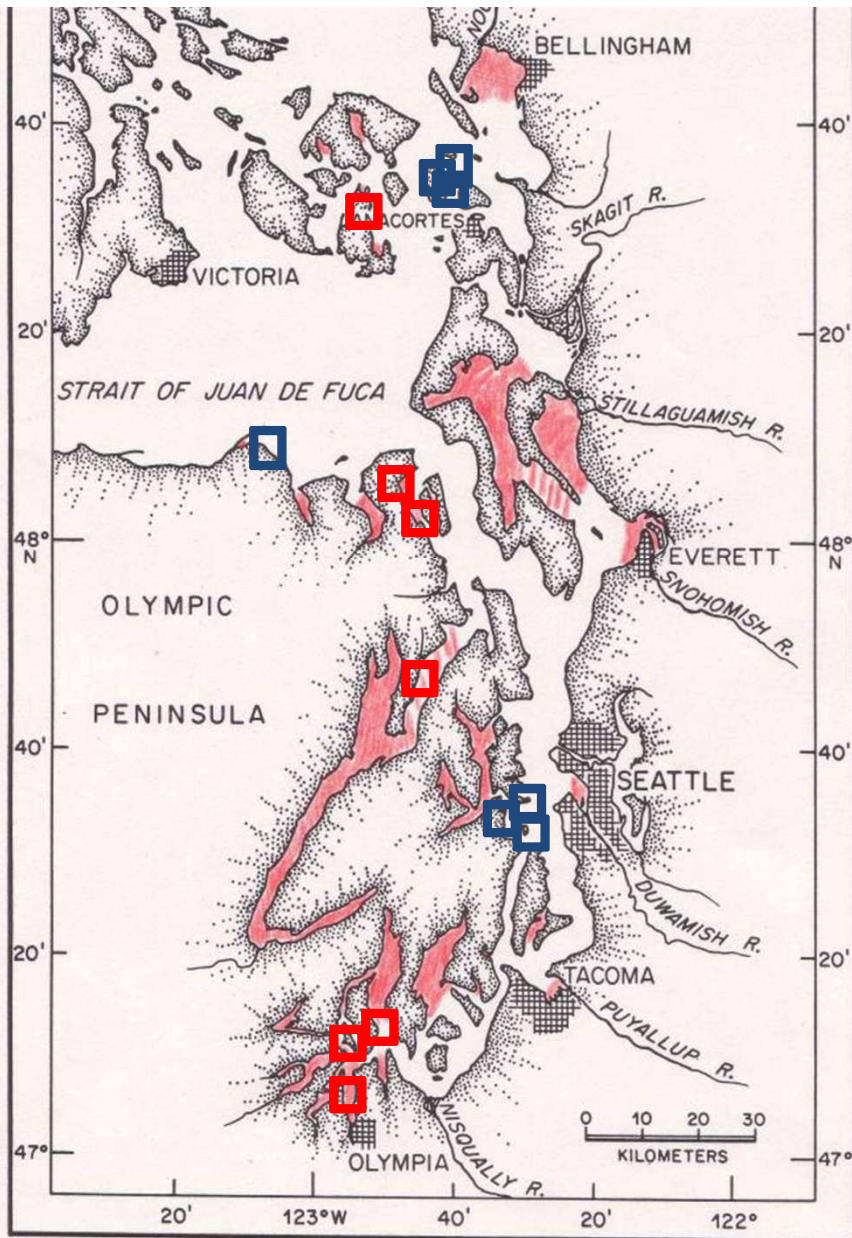 NOO
BELLINGHAM
40'
40'
SKAGIT R.
ANACORTES
VICTORIA
20'
20'
STRAIT OF JUAN DE FUCA
STILLAGUAMISH R.
48°
N
48°
N
EVERETT
SNOHOMISH R.
OLYMPIC
PENINSULA
40'
40'
SEATTLE
DUWAMISH R.
20'
20'
TACOMA
PUYALLUP R.
0 10 20 30
KILOMETERS
NISQUALLY R.
OLYMPIA
47°
47°
20'
123°W
40'
20'
122°